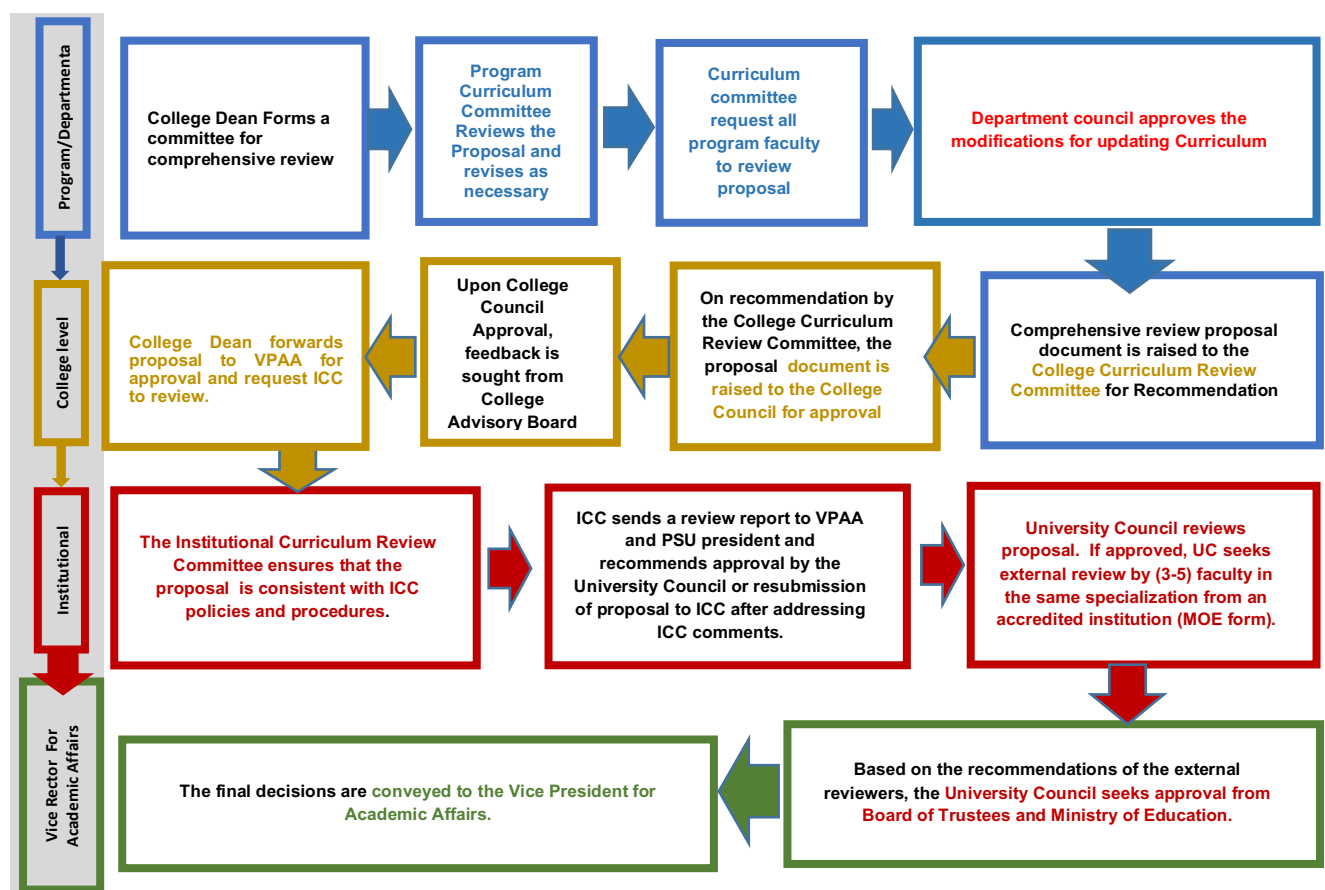 Program/Departmenta
College Dean Forms a
committee for
comprehensive review
Program
Curriculum
Committee
Reviews the
Proposal and
revises as
necessary
Curriculum
committee
request all
program faculty
to review
proposal
Department council approves the
modifications for updating Curriculum
College level
College Dean forwards
proposal to VPAA for
approval and request ICC
to review.
Upon College
Council
Approval,
feedback is
sought from
College
Advisory Board
On recommendation by
the College Curriculum
Review Committee, the
proposal document is
raised to the College
Council for approval
Comprehensive review proposal
document is raised to the
College Curriculum Review
Committee for Recommendation
Institutional
The Institutional Curriculum Review
Committee ensures that the
proposal is consistent with ICC
policies and procedures.
ICC sends a review report to VPAA
and PSU president and
recommends approval by the
University Council or resubmission
of proposal to ICC after addressing
ICC comments.
University Council reviews
proposal. If approved, UC seeks
external review by (3-5) faculty in
the same specialization from an
accredited institution (MOE form).
Vice Rector For
Academic Affairs
The final decisions are conveyed to the Vice President for
Academic Affairs.
Based on the recommendations of the external
reviewers, the University Council seeks approval from
Board of Trustees and Ministry of Education.